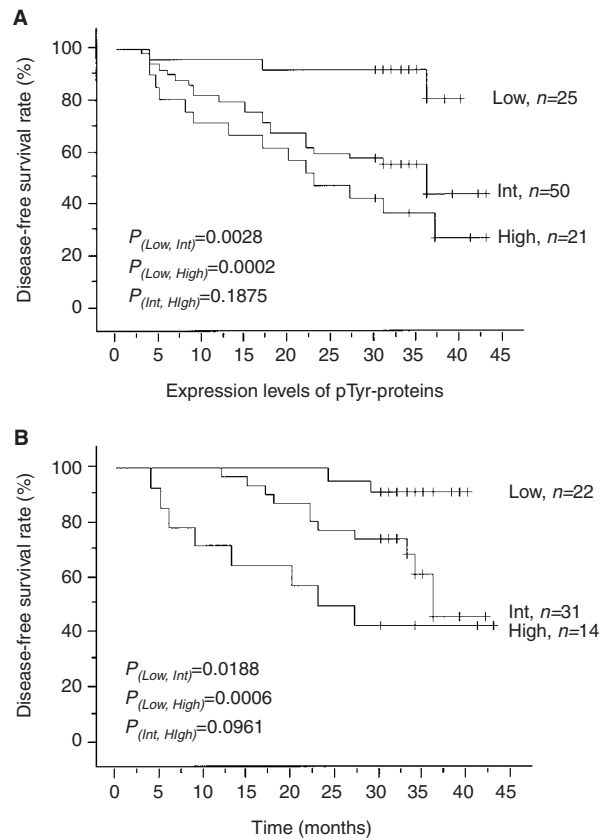 A
Disease-free survival rate (%)
100
80
60
40
20
0
Low, n=25
Int, n=50
High, n=21
P(Low, Int)=0.0028
P(Low, High)=0.0002
P(Int, HIgh)=0.1875
0 5 10 15 20 25 30 35 40 45
Expression levels of pTyr-proteins
B
Disease-free survival rate (%)
100
80
60
40
20
0
Low, n=22
Int, n=31
High, n=14
P(Low, Int)=0.0188
P(Low, High)=0.0006
P(Int, HIgh)=0.0961
0 5 10 15 20 25 30 35 40 45
Time (months)